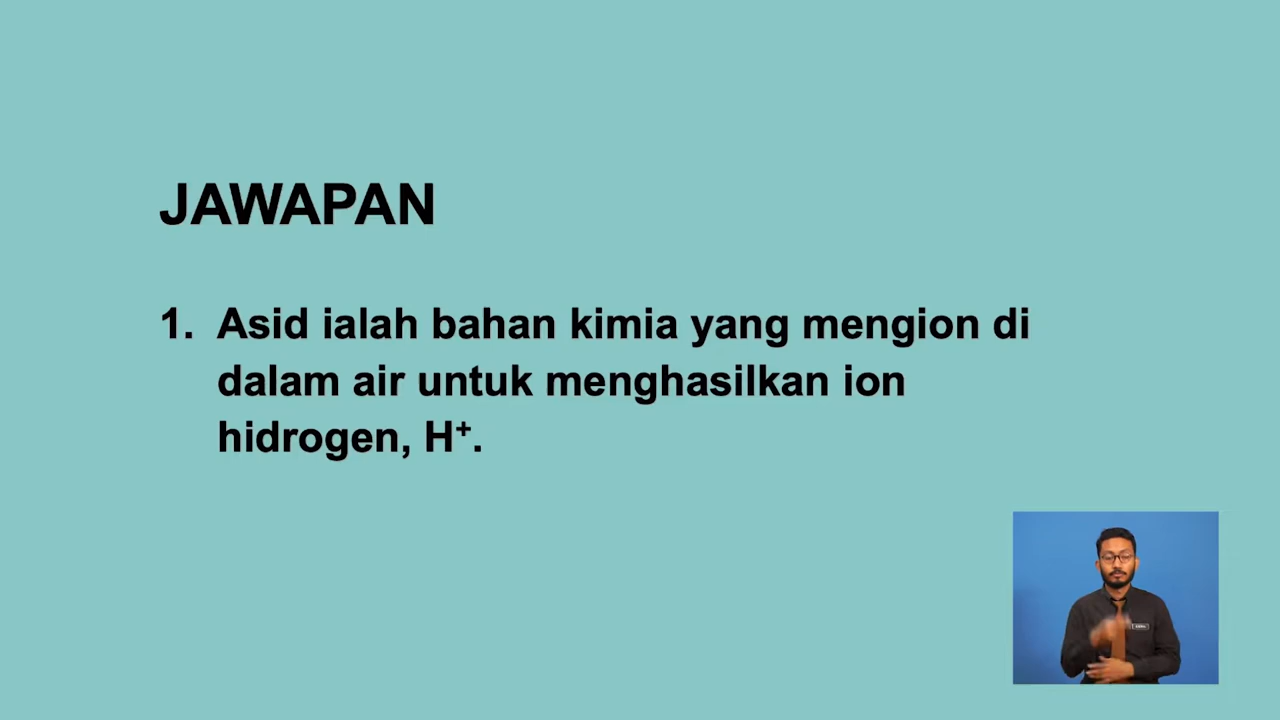 JAWAPAN
1. Asid ialah bahan kimia yang mengion di
dalam air untuk menghasilkan ion
hidrogen, H⁺.